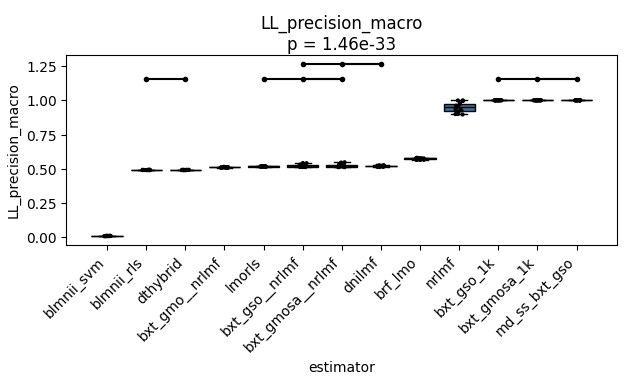 LL_precision_macro
p = 1.46e-33
LL_precision_macro
1.25
1.00
0.75
0.50
0.25
0.00
blmnii_svm
blmnii_rls
dthybrid
bxt_gmo__nrlmf
lmorls
bxt_gso__nrlmf
bxt_gmosa__nrlmf
dnilmf
brf_lmo
nrlmf
bxt_gso_1k
bxt_gmosa_1k
md_ss_bxt_gso
estimator